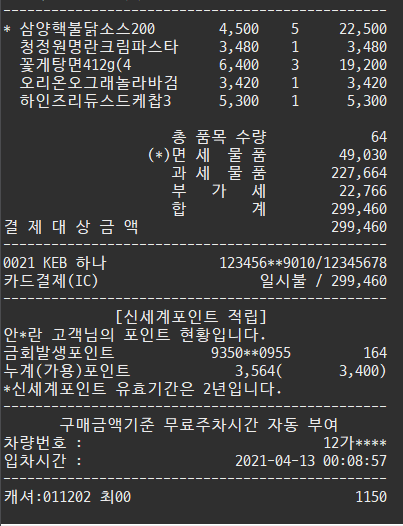 * 삼양핵불닭소스200 4,500 5 22,500
청정원명란크림파스타 3,480 1 3,480
꽃게탕면412g(4 6,400 3 19,200
오리온오그래놀라바검 3,420 1 3,420
하인즈리듀스드케찹3 5,300 1 5,300
총 품목 수량 64
(*)면 세 물 품 49,030
과 세 물 품 227,664
부 가 세 22,766
합 계 299,460
결 제 대 상 금 액 299,460
0021 KEB 하나 123456**9010/12345678
카드결제(IC) 일시불 / 299,460
[신세계포인트 적립]
안*란 고객님의 포인트 현황입니다.
금회발생포인트 9350**0955 164
누계(가용)포인트 3,564( 3,400)
*신세계포인트 유효기간은 2년입니다.
구매금액기준 무료주차시간 자동 부여
차량번호 : 12가****
입차시간 : 2021-04-13 00:08:57
캐셔:011202 최00 1150